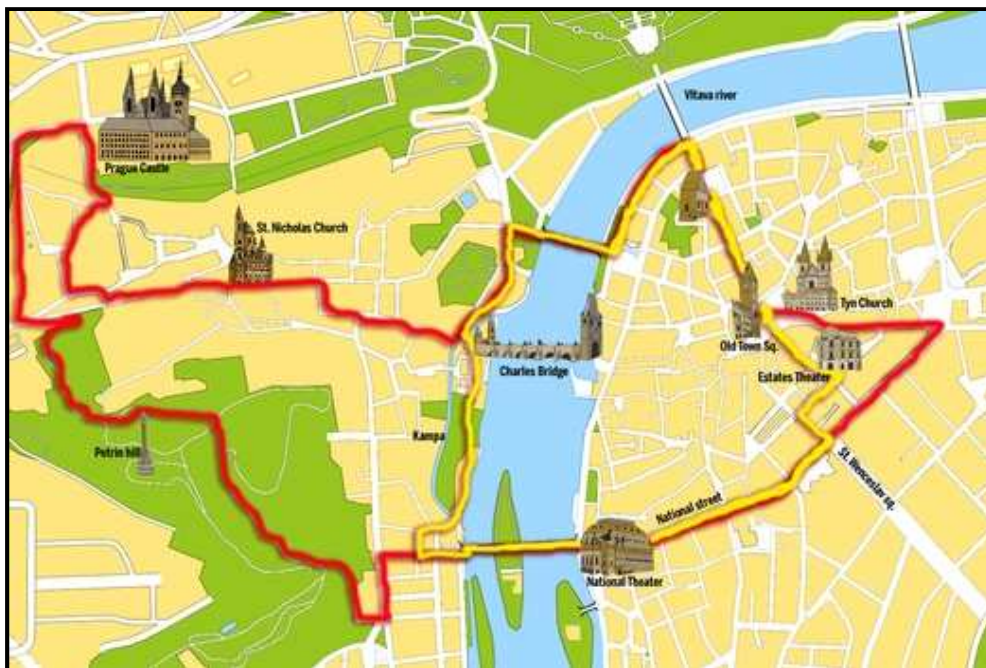 Vltava river
Prague Castle
St. Nicholas Church
Tyn Church
Old Town Sq.
Charles Bridge
Estates Theater
Kampa
Petrin hill
St. Wenceslav sq.
National street
National Theater